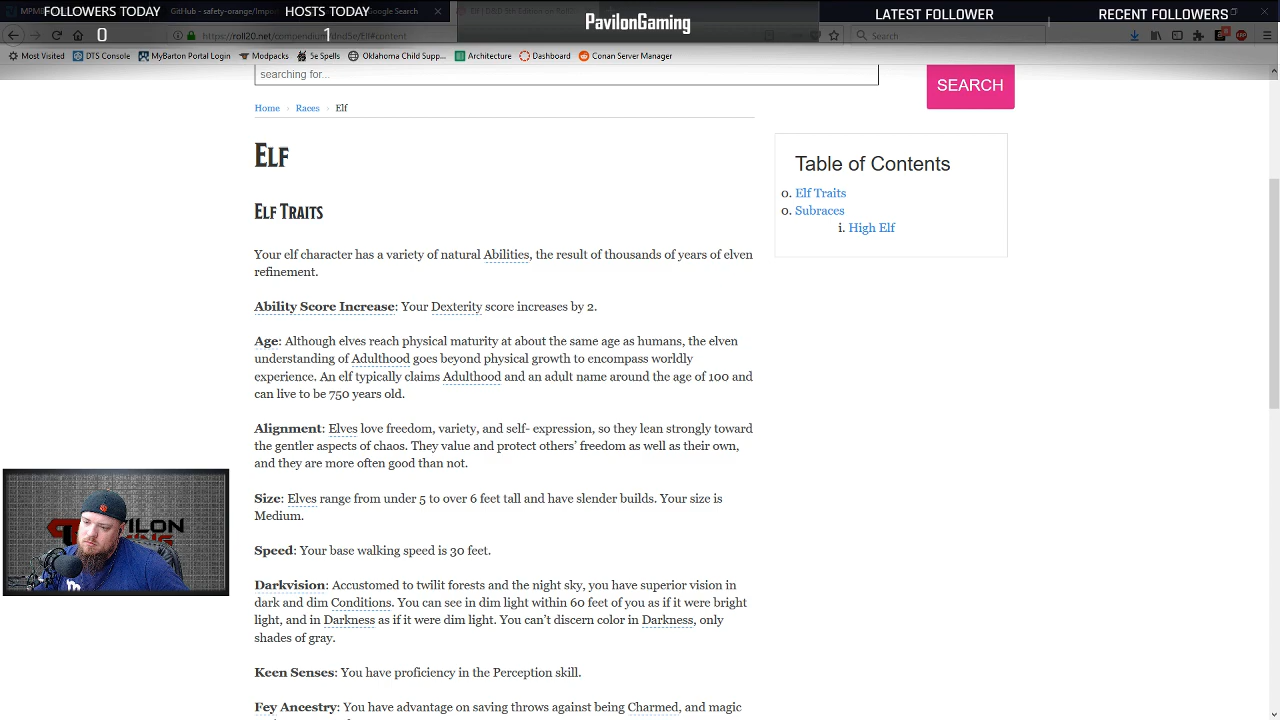 FOLLOWERS TODAY
HOSTS TODAY
PavilonGaming
LATEST FOLLOWER
RECENT FOLLOWERS
0
1
https://roll20.net/compendium/dnd5e/Elf#content
Search
Most Visited DTS Console MyBarton Portal Login Madpacks 5e Spells Oklahoma Child Supp... Architecture Dashboard Conan Server Manager
searching for...
SEARCH
Home › Races › Elf
Elf
Table of Contents
o. Elf Traits
o. Subraces
i. High Elf
Elf Traits
Your elf character has a variety of natural Abilities, the result of thousands of years of elven
refinement.
Ability Score Increase: Your Dexterity score increases by 2.
Age: Although elves reach physical maturity at about the same age as humans, the elven
understanding of Adulthood goes beyond physical growth to encompass worldly
experience. An elf typically claims Adulthood and an adult name around the age of 100 and
can live to be 750 years old.
Alignment: Elves love freedom, variety, and self- expression, so they lean strongly toward
the gentler aspects of chaos. They value and protect others’ freedom as well as their own,
and they are more often good than not.
Size: Elves range from under 5 to over 6 feet tall and have slender builds. Your size is
Medium.
Speed: Your base walking speed is 30 feet.
Darkvision: Accustomed to twilit forests and the night sky, you have superior vision in
dark and dim Conditions. You can see in dim light within 60 feet of you as if it were bright
light, and in Darkness as if it were dim light. You can’t discern color in Darkness, only
shades of gray.
Keen Senses: You have proficiency in the Perception skill.
Fey Ancestry: You have advantage on saving throws against being Charmed, and magic